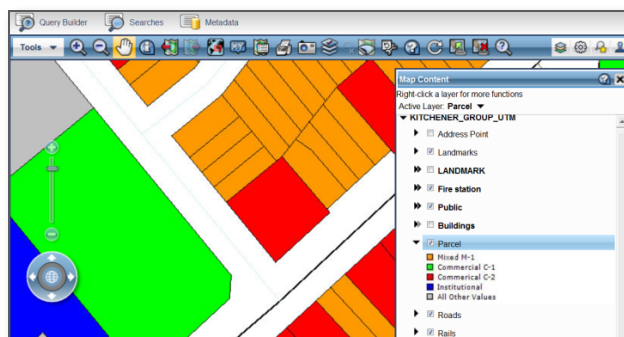 Query Builder Searches Metadata
Tools
Map Content
Right-click a layer for more functions
Active Layer: Parcel
KITCHENER_GROUP_UTM
Address Point
Landmarks
LANDMARK
Fire station
Public
Buildings
Parcel
Mixed M-1
Commercial C-1
Commerical C-2
Institutional
All Other Values
Roads
Rails